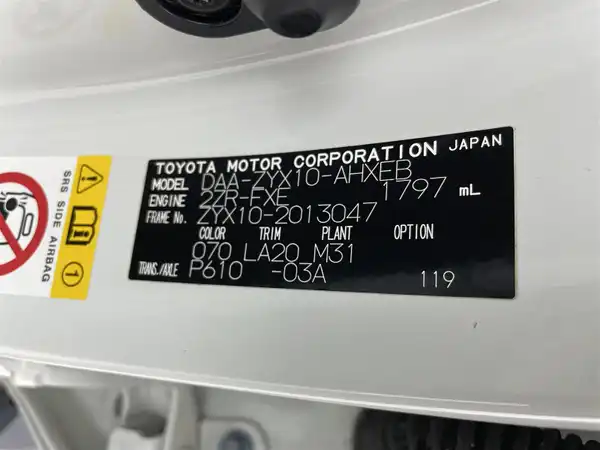 TOYOTA MOTOR CORPORATION JAPAN
MODEL DAA-ZYX10-AHXEB
ENGINE 2ZR-FXE 1797 mL
FRAME No. ZYX10-2013047
COLOR TRIM PLANT OPTION
070 LA20 M31
TRANS./AXLE P610 -03A
119
SRS SIDE AIRBAG
1